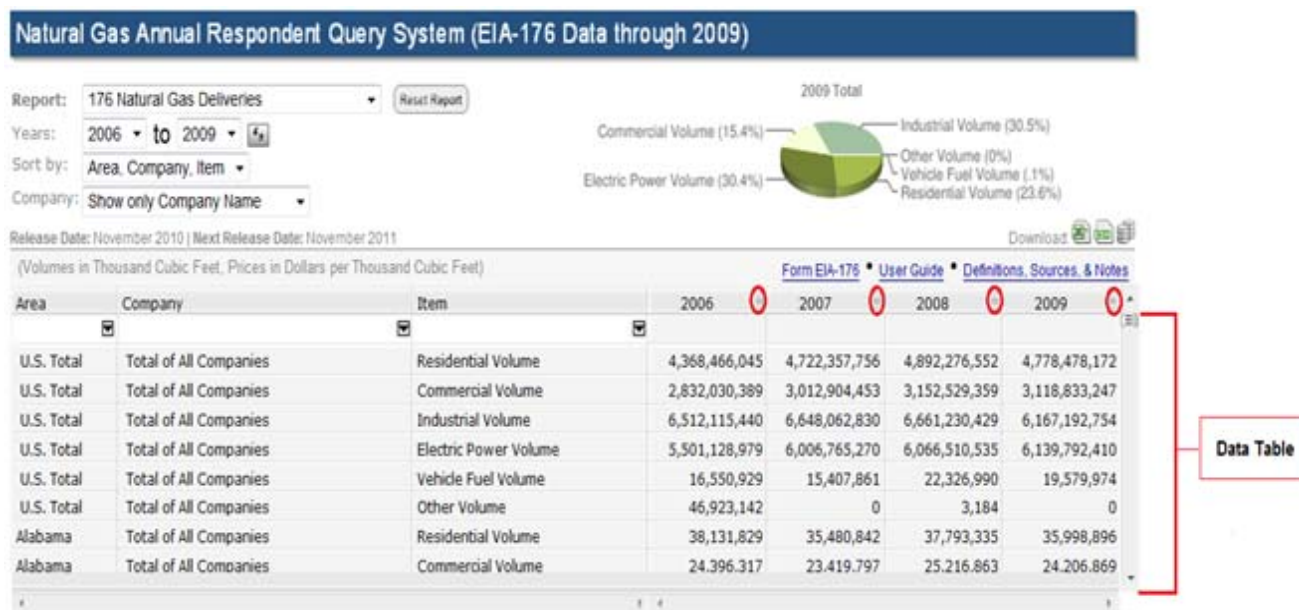 Natural Gas Annual Respondent Query System (EIA-176 Data through 2009)
Report: 176 Natural Gas Deliveries Reset Report
Years: 2006 to 2009
Sort by: Area, Company, Item
Company: Show only Company Name
2009 Total
Commercial Volume (15.4%)
Electric Power Volume (30.4%)
Industrial Volume (30.5%)
Other Volume (0%)
Vehicle Fuel Volume (.1%)
Residential Volume (23.6%)
Release Date: November 2010 | Next Release Date: November 2011 Download
(Volumes in Thousand Cubic Feet, Prices in Dollars per Thousand Cubic Feet) Form EIA-176 • User Guide • Definitions, Sources, & Notes
Area Company Item 2006 2007 2008 2009
U.S. Total Total of All Companies Residential Volume 4,368,466,045 4,722,357,756 4,892,276,552 4,778,478,172
U.S. Total Total of All Companies Commercial Volume 2,832,030,389 3,012,904,453 3,152,529,359 3,118,833,247
U.S. Total Total of All Companies Industrial Volume 6,512,115,440 6,648,062,830 6,661,230,429 6,167,192,754
U.S. Total Total of All Companies Electric Power Volume 5,501,128,979 6,006,765,270 6,066,510,535 6,139,792,410
U.S. Total Total of All Companies Vehicle Fuel Volume 16,550,929 15,407,861 22,326,990 19,579,974
U.S. Total Total of All Companies Other Volume 46,923,142 0 3,184 0
Alabama Total of All Companies Residential Volume 38,131,829 35,480,842 37,793,335 35,998,896
Alabama Total of All Companies Commercial Volume 24,396,317 23,419,797 25,216,863 24,206,869
Data Table